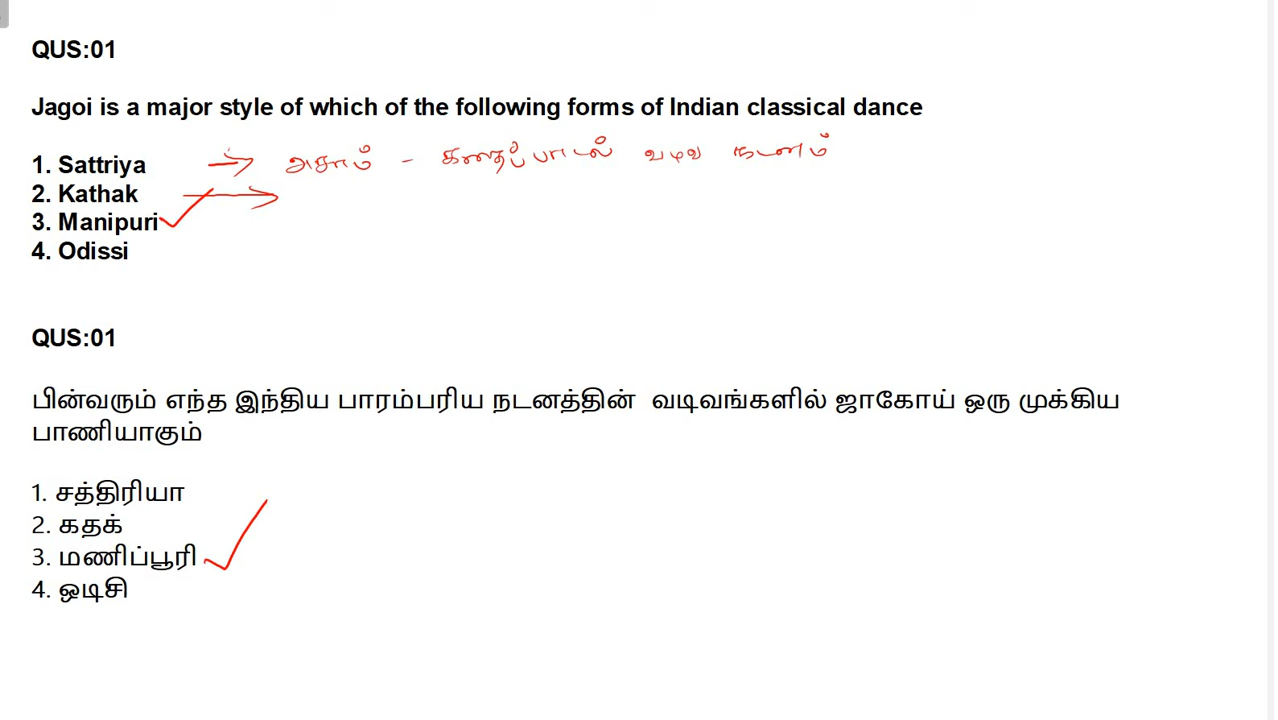 QUS:01
Jagoi is a major style of which of the following forms of Indian classical dance
1. Sattriya → அசாம் - கதைப்பாடல் வடிவ நடனம்
2. Kathak →
3. Manipuri ✓
4. Odissi
QUS:01
பின்வரும் எந்த இந்திய பாரம்பரிய நடனத்தின் வடிவங்களில் ஜாகோய் ஒரு முக்கிய
பாணியாகும்
1. சத்திரியா
2. கதக்
3. மணிப்பூரி ✓
4. ஒடிசி